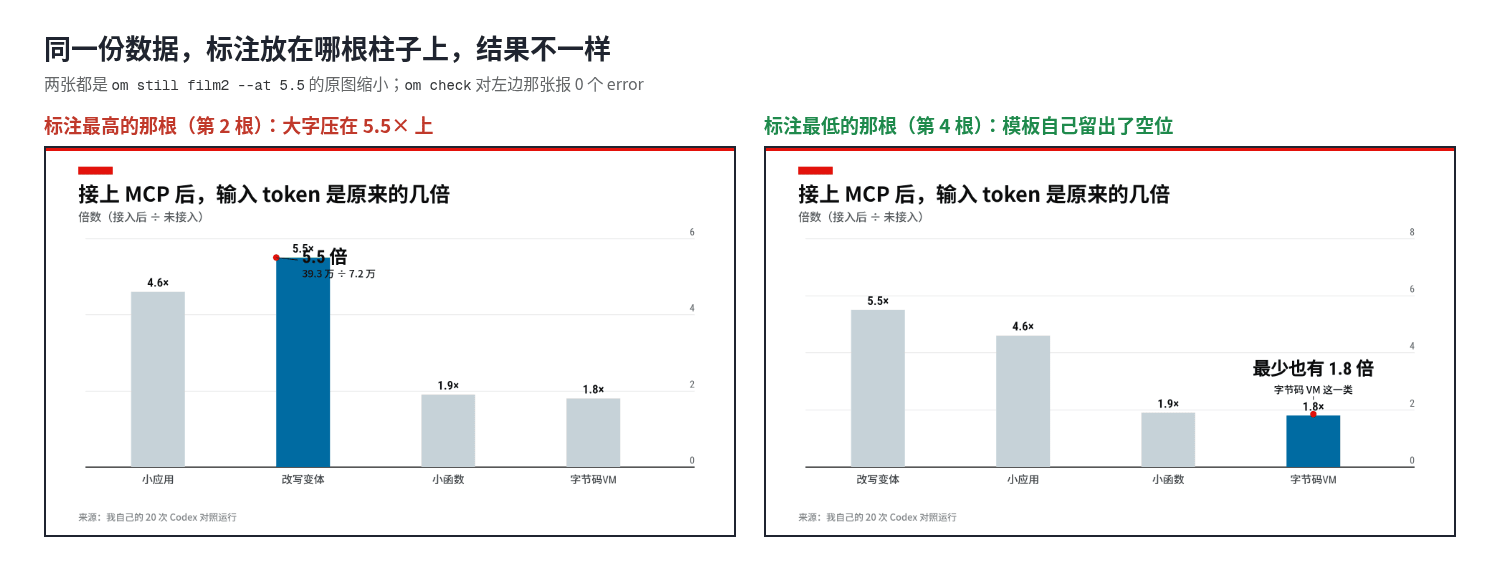 同一份数据，标注放在哪根柱子上，结果不一样
两张都是 om still film2 --at 5.5 的原图缩小；om check 对左边那张报 0 个 error
标注最高的那根（第 2 根）：大字压在 5.5× 上
接上 MCP 后，输入 token 是原来的几倍
倍数（接入后 ÷ 未接入）
6
5.5×
5.5 倍
39.3 万 ÷ 7.2 万
4.6×
4
1.9×
2
1.8×
0
小应用
改写变体
小函数
字节码VM
来源：我自己的 20 次 Codex 对照运行
标注最低的那根（第 4 根）：模板自己留出了空位
接上 MCP 后，输入 token 是原来的几倍
倍数（接入后 ÷ 未接入）
8
6
5.5×
4.6×
4
最少也有 1.8 倍
字节码 VM 这一类
1.9×
1.8×
2
0
改写变体
小应用
小函数
字节码VM
来源：我自己的 20 次 Codex 对照运行